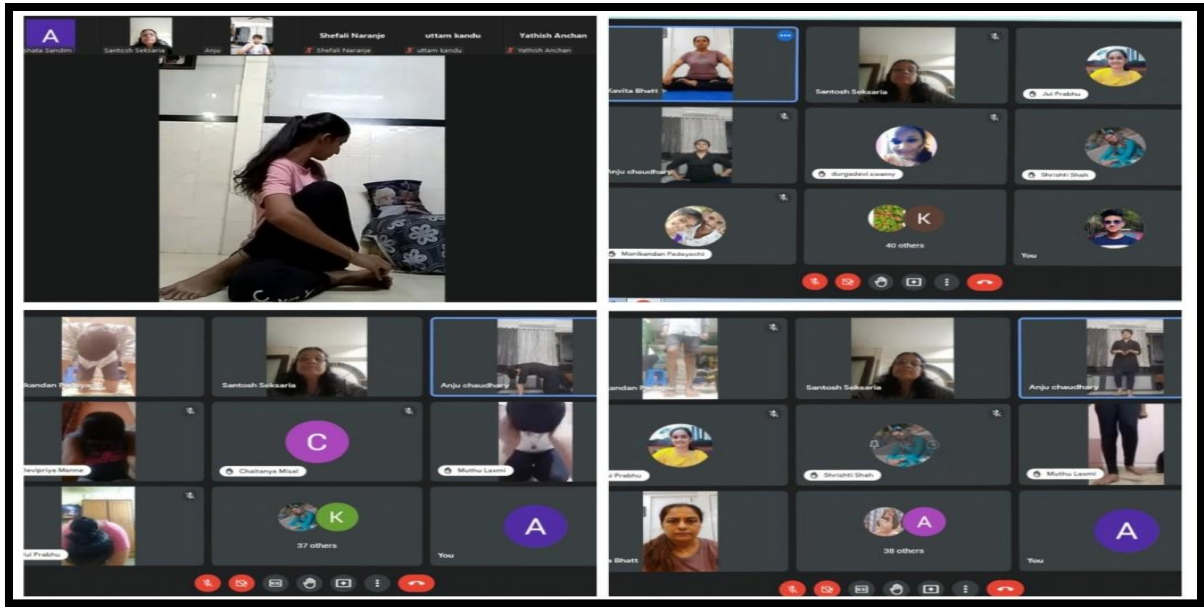 A
Santosh Seksaria
Anju
Shefali Naranje
Shefali Naranje
uttam kandu
uttam kandu
Yathish Anchan
Yathish Anchan
Kavita Bhatt
Santosh Seksaria
Jui Prabhu
Anju chaudhary
durgadevi swamy
Shrishti Shah
Manikandan Padayachi
K
40 others
You
Santosh Seksaria
Anju chaudhary
C
Chaitanya Misal
Muthu Laxmi
Jui Prabhu
K
37 others
A
You
Santosh Seksaria
Anju chaudhary
Prabhu
Shrishti Shah
Muthu Laxmi
Bhatt
A
38 others
A
You